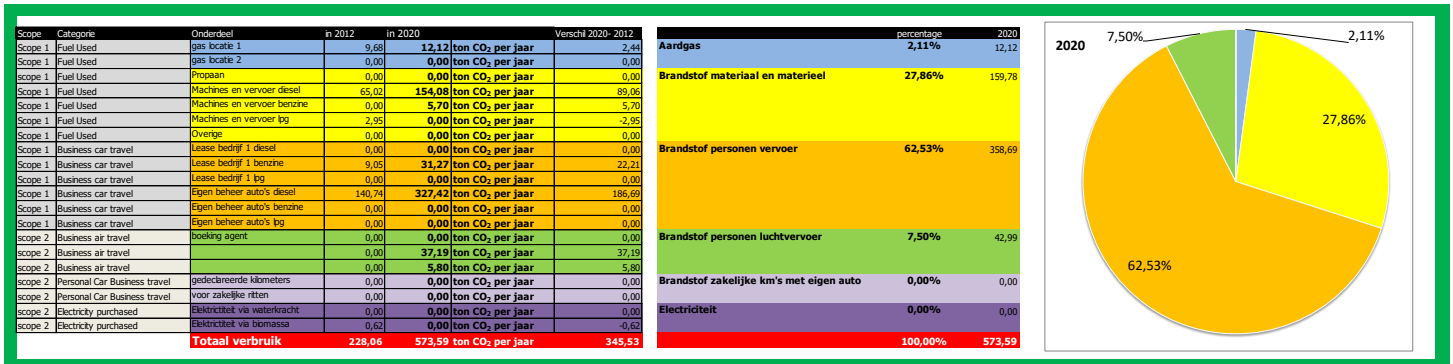 Scope Categorie Onderdeel in 2012 in 2020 Verschil 2020- 2012
Scope 1 Fuel Used gas locatie 1 9,68 12,12 ton CO₂ per jaar 2,44
scope 1 Fuel Used gas locatie 2 0,00 0,00 ton CO₂ per jaar 0,00
scope 1 Fuel Used Propaan 0,00 0,00 ton CO₂ per jaar 0,00
Scope 1 Fuel Used Machines en vervoer diesel 65,02 154,08 ton CO₂ per jaar 89,06
Scope 1 Fuel Used Machines en vervoer benzine 0,00 5,70 ton CO₂ per jaar 5,70
Scope 1 Fuel Used Machines en vervoer lpg 2,95 0,00 ton CO₂ per jaar -2,95
scope 1 Fuel Used Overige 0,00 0,00 ton CO₂ per jaar 0,00
Scope 1 Business car travel Lease bedrijf 1 diesel 0,00 0,00 ton CO₂ per jaar 0,00
Scope 1 Business car travel Lease bedrijf 1 benzine 9,05 31,27 ton CO₂ per jaar 22,21
Scope 1 Business car travel Lease bedrijf 1 lpg 0,00 0,00 ton CO₂ per jaar 0,00
Scope 1 Business car travel Eigen beheer auto's diesel 140,74 327,42 ton CO₂ per jaar 186,69
Scope 1 Business car travel Eigen beheer auto's benzine 0,00 0,00 ton CO₂ per jaar 0,00
Scope 1 Business car travel Eigen beheer auto's lpg 0,00 0,00 ton CO₂ per jaar 0,00
scope 2 Business air travel boeking agent 0,00 0,00 ton CO₂ per jaar 0,00
scope 2 Business air travel 0,00 37,19 ton CO₂ per jaar 37,19
scope 2 Business air travel 0,00 5,80 ton CO₂ per jaar 5,80
scope 2 Personal Car Business travel gedeclareerde kilometers 0,00 0,00 ton CO₂ per jaar 0,00
scope 2 Personal Car Business travel voor zakelijke ritten 0,00 0,00 ton CO₂ per jaar 0,00
scope 2 Electricity purchased Elektrictiteit via waterkracht 0,00 0,00 ton CO₂ per jaar 0,00
scope 2 Electricity purchased Elektrictiteit via biomassa 0,62 0,00 ton CO₂ per jaar -0,62
Totaal verbruik 228,06 573,59 ton CO₂ per jaar 345,53
percentage 2020
Aardgas 2,11% 12,12
Brandstof materiaal en materieel 27,86% 159,78
Brandstof personen vervoer 62,53% 358,69
Brandstof personen luchtvervoer 7,50% 42,99
Brandstof zakelijke km's met eigen auto 0,00% 0,00
Electriciteit 0,00% 0,00
100,00% 573,59
2020
7,50%
2,11%
27,86%
62,53%